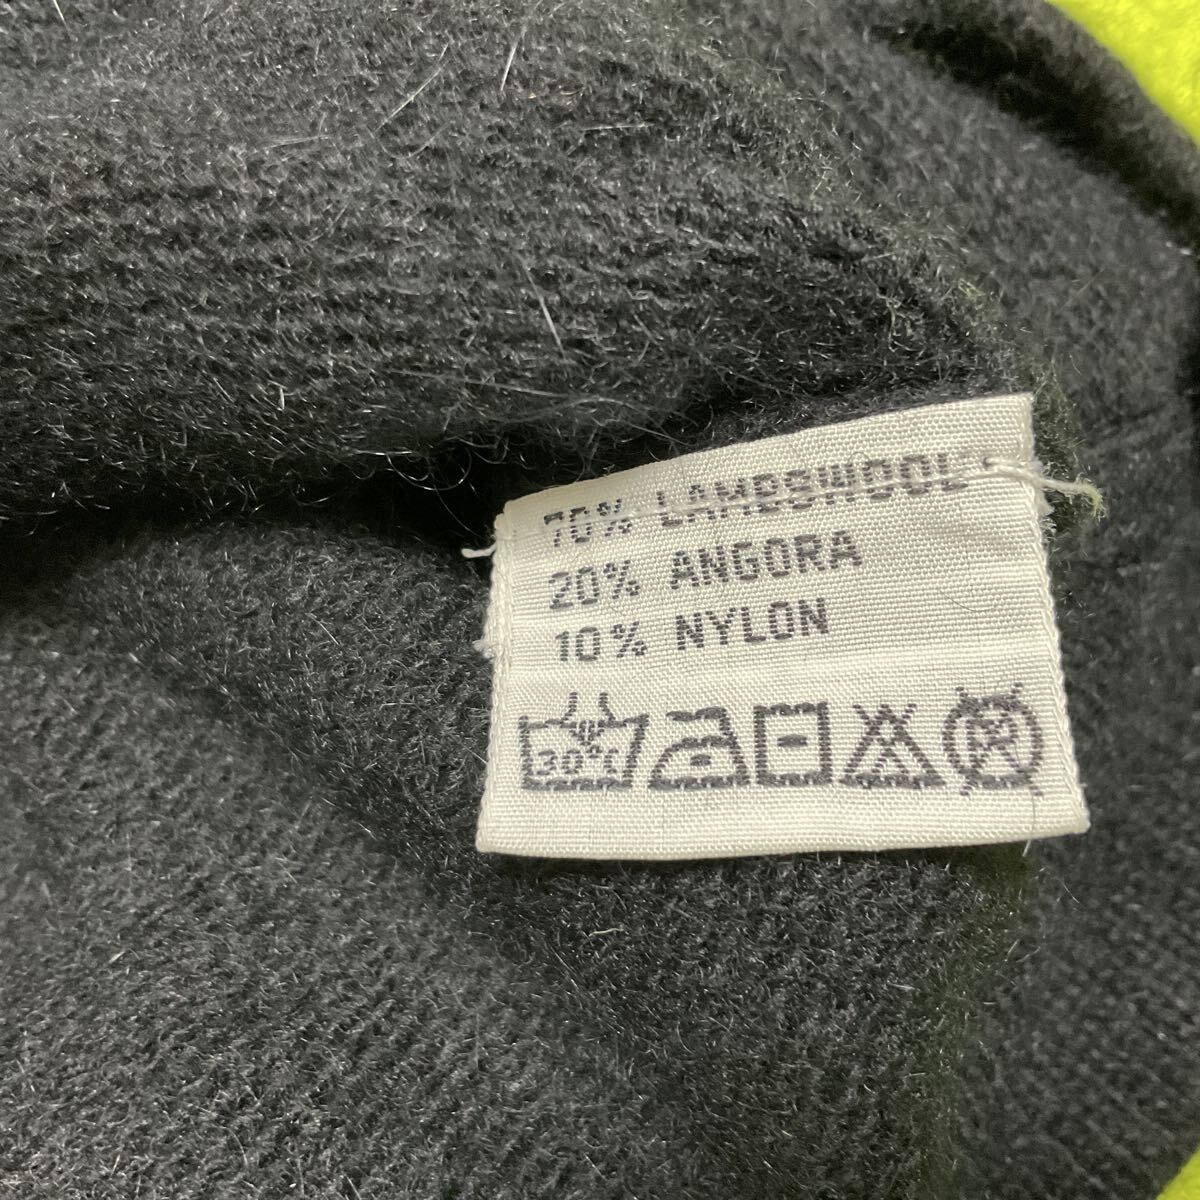 70% LAMBSWOOL
20% ANGORA
10% NYLON
30°C